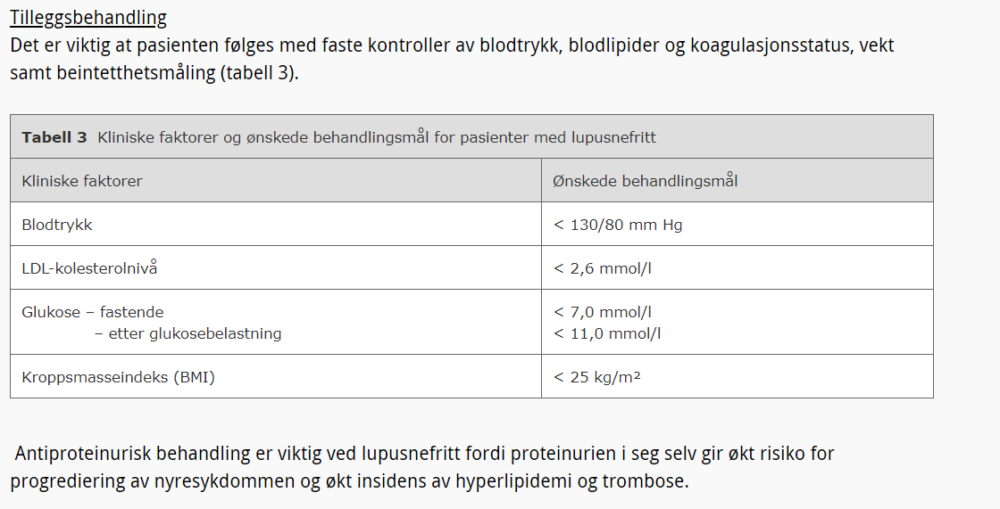 Tilleggsbehandling
Det er viktig at pasienten følges med faste kontroller av blodtrykk, blodlipider og koagulasjonsstatus, vekt
samt beintetthetsmåling (tabell 3).
Tabell 3 Kliniske faktorer og ønskede behandlingsmål for pasienter med lupusnefritt
Kliniske faktorer Ønskede behandlingsmål
Blodtrykk < 130/80 mm Hg
LDL-kolesterolnivå < 2,6 mmol/l
Glukose – fastende < 7,0 mmol/l
– etter glukosebelastning < 11,0 mmol/l
Kroppsmasseindeks (BMI) < 25 kg/m²
Antiproteinurisk behandling er viktig ved lupusnefritt fordi proteinurien i seg selv gir økt risiko for
progrediering av nyresykdommen og økt insidens av hyperlipidemi og trombose.